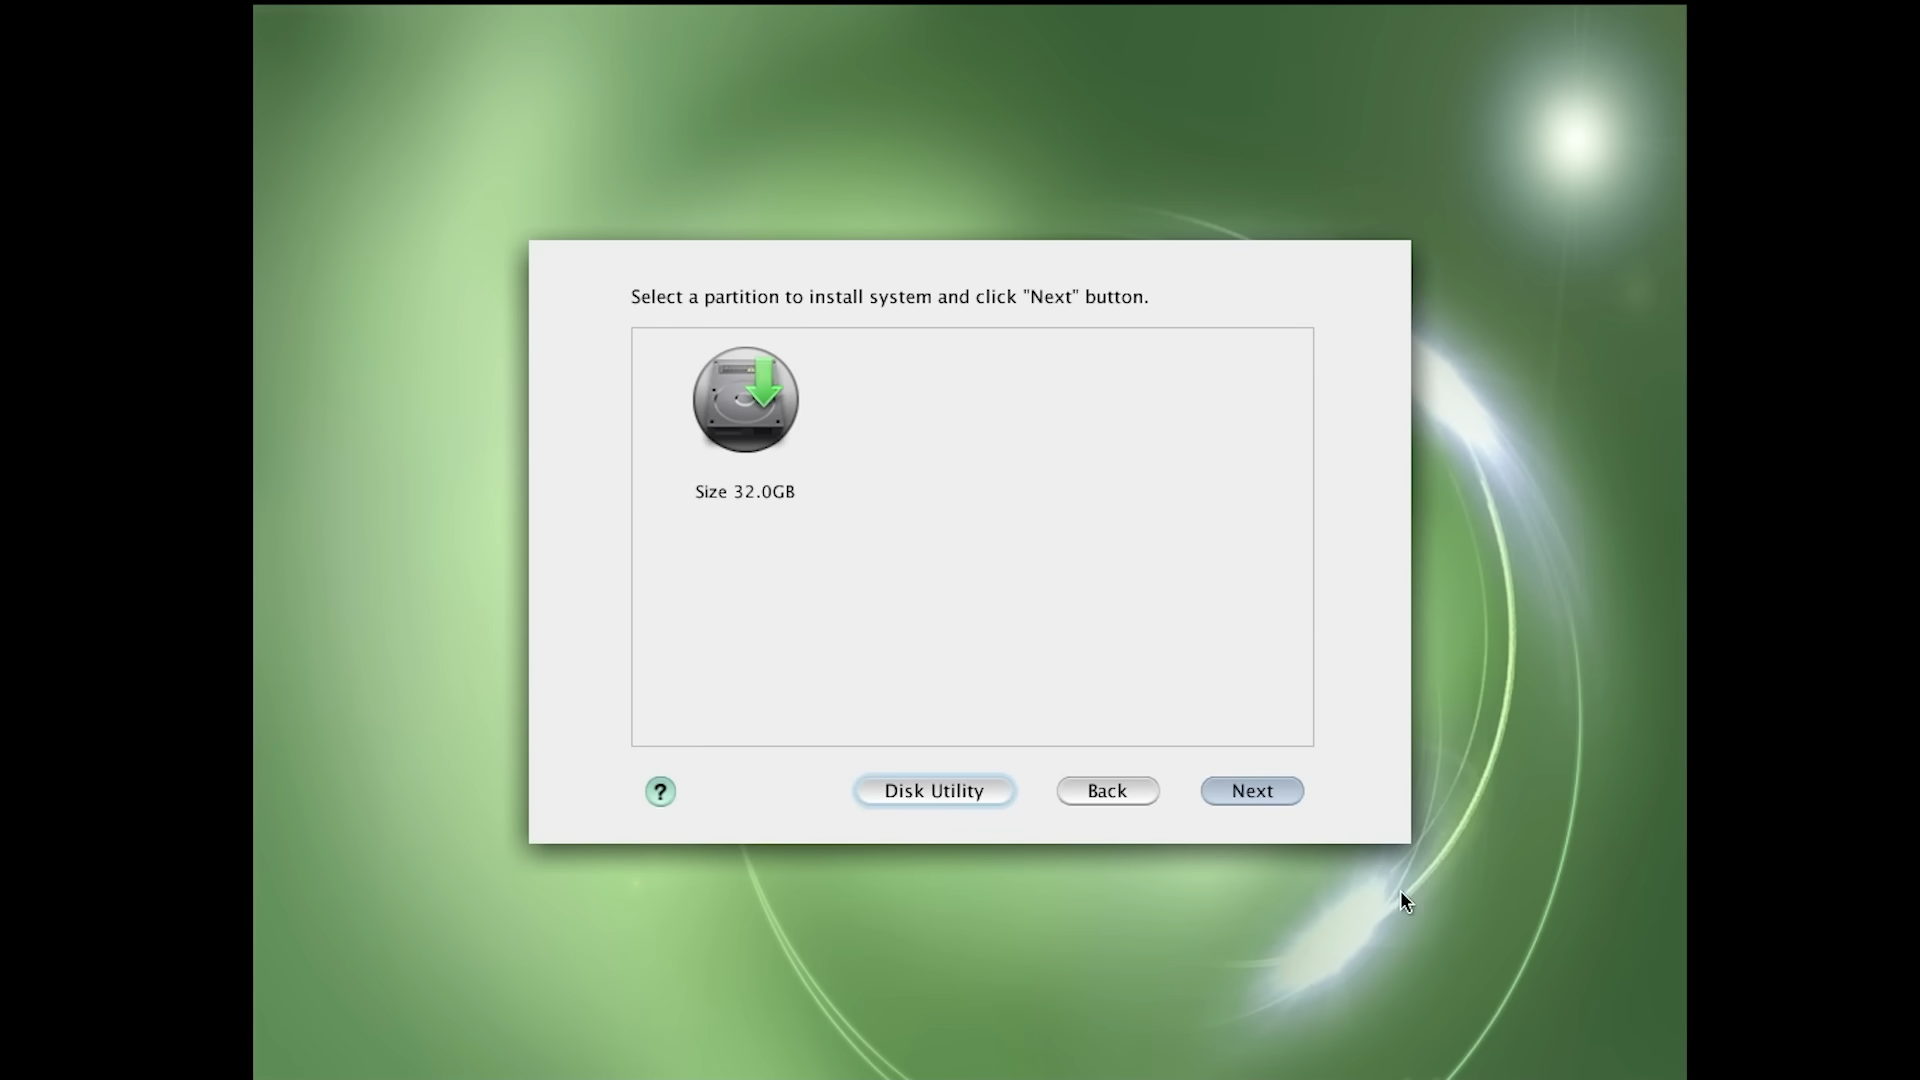 Select a partition to install system and click "Next" button.
Size 32.0GB
?
Disk Utility
Back
Next